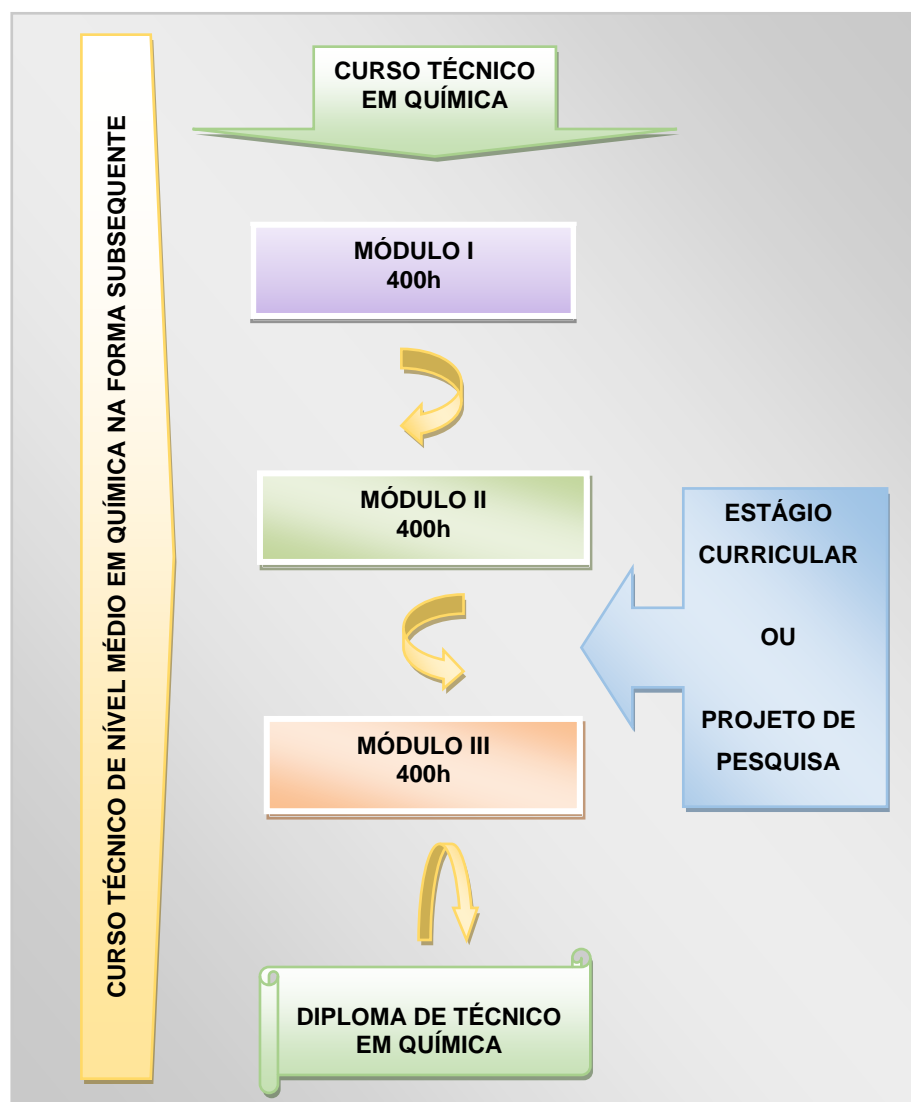 CURSO TÉCNICO DE NÍVEL MÉDIO EM QUÍMICA NA FORMA SUBSEQUENTE
CURSO TÉCNICO
EM QUÍMICA
MÓDULO I
400h
MÓDULO II
400h
ESTÁGIO
CURRICULAR
OU
PROJETO DE
PESQUISA
MÓDULO III
400h
DIPLOMA DE TÉCNICO
EM QUÍMICA